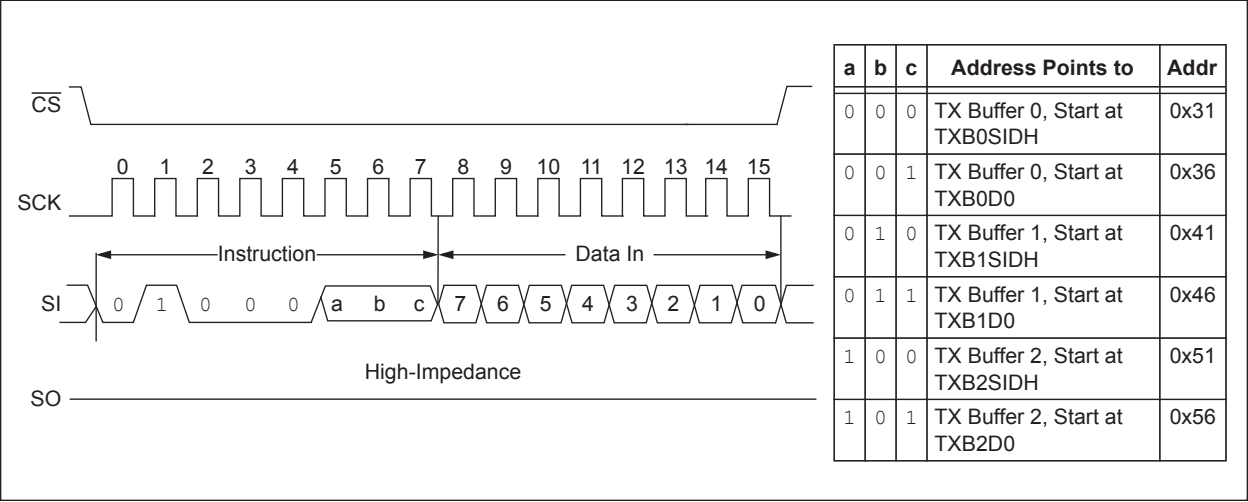 CS
0 1 2 3 4 5 6 7 8 9 10 11 12 13 14 15
SCK
Instruction
Data In
SI
0 1 0 0 0 a b c 7 6 5 4 3 2 1 0
High-Impedance
SO
a b c Address Points to Addr
0 0 0 TX Buffer 0, Start at 0x31
TXB0SIDH
0 0 1 TX Buffer 0, Start at 0x36
TXB0D0
0 1 0 TX Buffer 1, Start at 0x41
TXB1SIDH
0 1 1 TX Buffer 1, Start at 0x46
TXB1D0
1 0 0 TX Buffer 2, Start at 0x51
TXB2SIDH
1 0 1 TX Buffer 2, Start at 0x56
TXB2D0